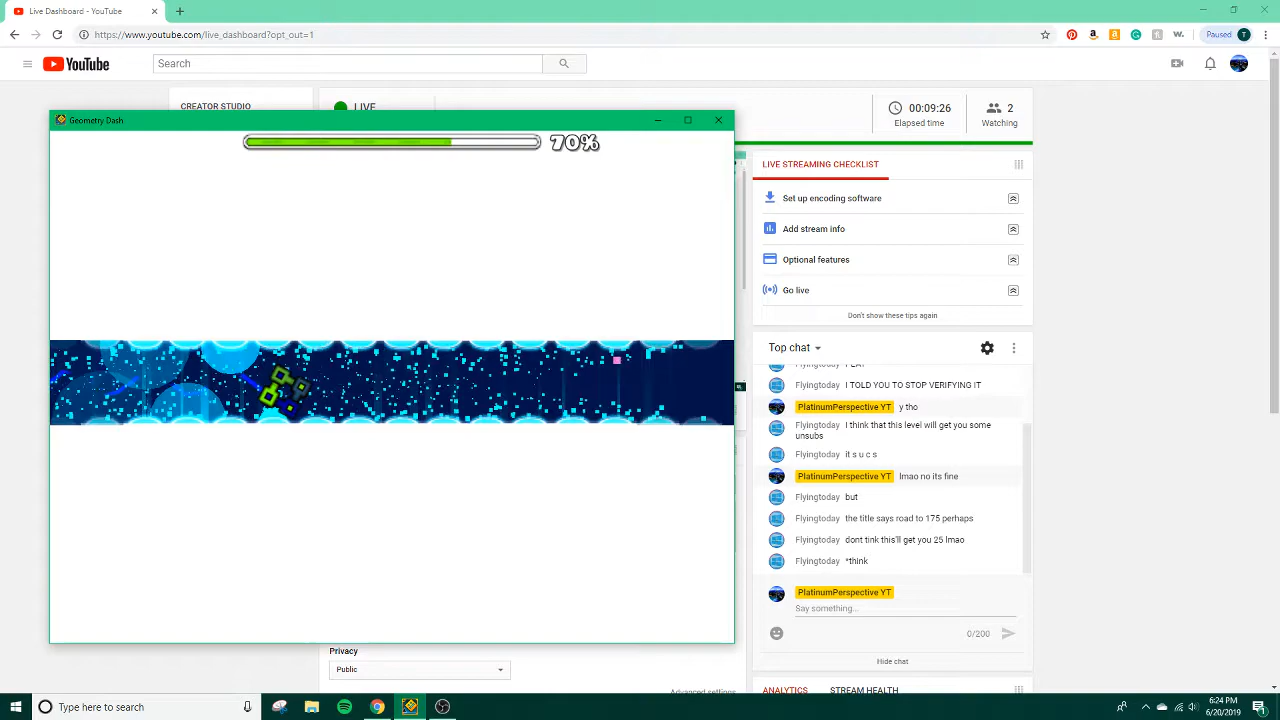 Live Dashboard - YouTube
https://www.youtube.com/live_dashboard?opt_out=1
Paused
T
YouTube
Search
CREATOR STUDIO
LIVE
00:09:26
Elapsed time
2
Watching
Geometry Dash
70%
LIVE STREAMING CHECKLIST
Set up encoding software
Add stream info
Optional features
Go live
Don't show these tips again
Top chat
Flyingtoday I TOLD YOU TO STOP VERIFYING IT
PlatinumPerspective YT y tho
Flyingtoday I think that this level will get you some
unsubs
Flyingtoday it s u c s
PlatinumPerspective YT lmao no its fine
Flyingtoday but
Flyingtoday the title says road to 175 perhaps
Flyingtoday dont tink this'll get you 25 lmao
Flyingtoday *think
PlatinumPerspective YT
Say something...
0/200
Hide chat
Privacy
Public
Advanced settings
ANALYTICS
STREAM HEALTH
Type here to search
6:24 PM
6/20/2019